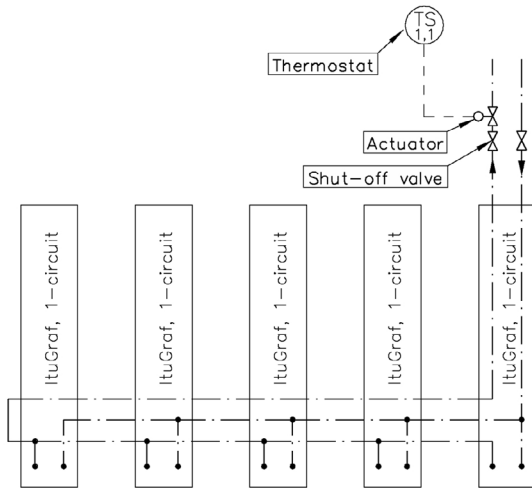 TS
1,1
Thermostat
Actuator
Shut-off valve
ItuGraf, 1-circuit
ItuGraf, 1-circuit
ItuGraf, 1-circuit
ItuGraf, 1-circuit
ItuGraf, 1-circuit